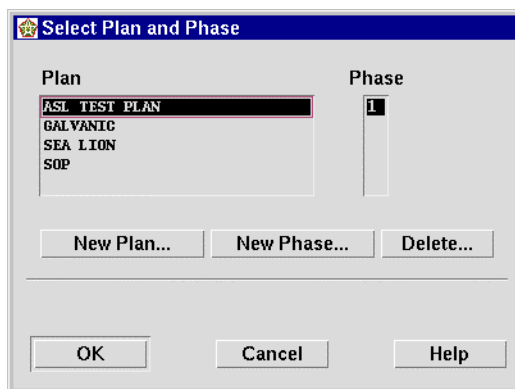 Select Plan and Phase
Plan
Phase
ASL TEST PLAN
1
GALVANIC
SEA LION
SOP
New Plan...
New Phase...
Delete...
OK
Cancel
Help